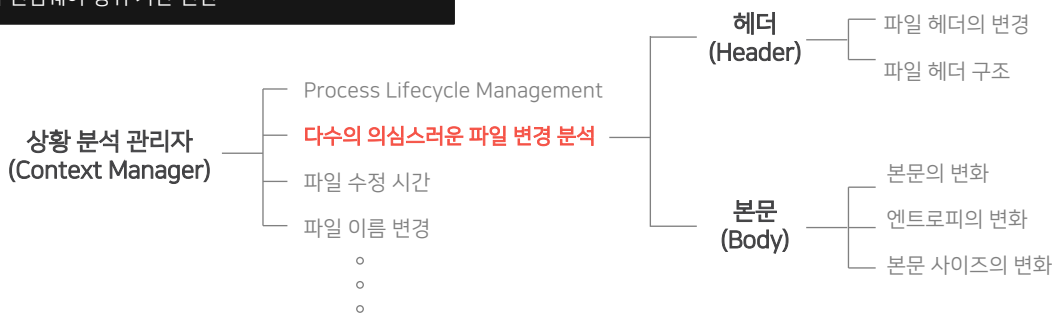 상황 분석 관리자
(Context Manager)
Process Lifecycle Management
다수의 의심스러운 파일 변경 분석
파일 수정 시간
파일 이름 변경
헤더
(Header)
파일 헤더의 변경
파일 헤더 구조
본문
(Body)
본문의 변화
엔트로피의 변화
본문 사이즈의 변화